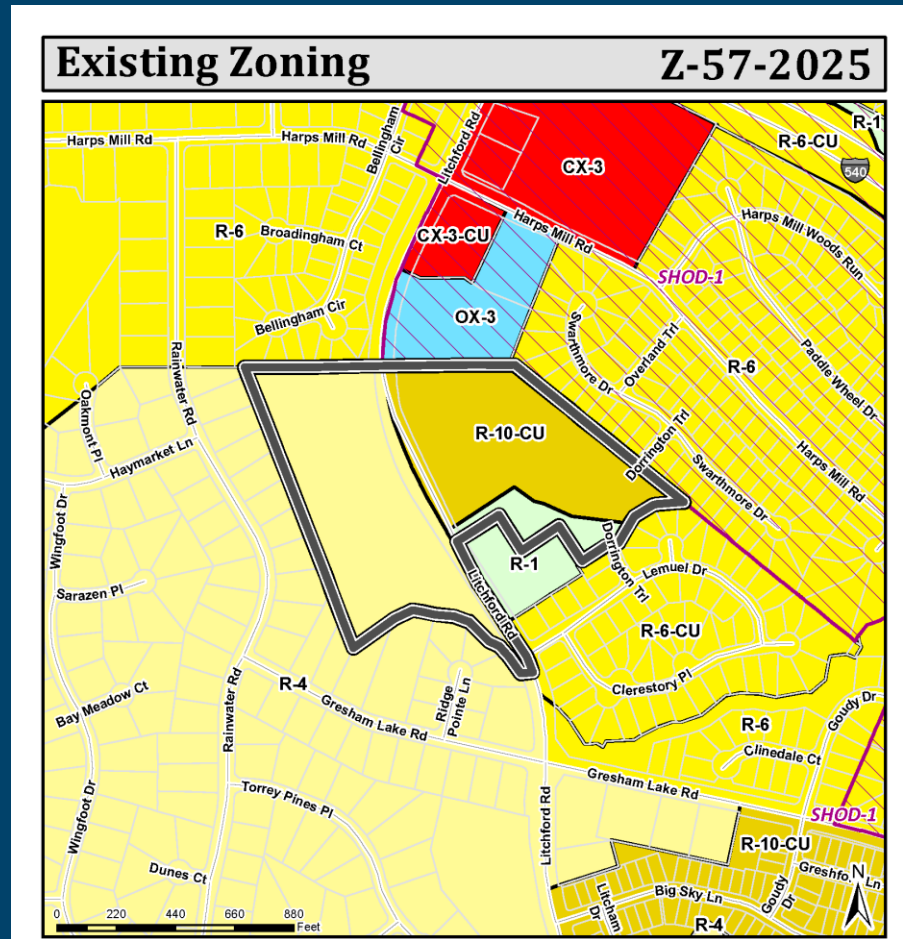 Existing Zoning Z-57-2025
Harps Mill Rd
Harps Mill Rd
Bellingham Cir
Litchford Rd
CX-3
R-6-CU
R-1
540
R-6
Broadingham Ct
CX-3-CU
Harps Mill Rd
Harps Mill Woods Run
SHOD-1
Bellingham Cir
OX-3
Swarthmore Dr
Overland Trl
R-6
Paddle Wheel Dr
Rainwater Rd
Oakmont Pl
Haymarket Ln
R-10-CU
Dorrington Trl
Swarthmore Dr
Harps Mill Rd
Wingfoot Dr
Sarazen Pl
R-1
Dorrington Trl
Lemuel Dr
Litchford Rd
R-6-CU
Clerestory Pl
R-4
Bay Meadow Ct
Rainwater Rd
Gresham Lake Rd
Ridge
Pointe Ln
R-6
Goudy Dr
Clinedale Ct
Gresham Lake Rd
Torrey Pines Pl
Wingfoot Dr
Litchford Rd
SHOD-1
R-10-CU
Dunes Ct
Big Sky Ln
Litcham
Dr
Goudy
Dr
Ln
R-4
N
0 220 440 660 880
Feet